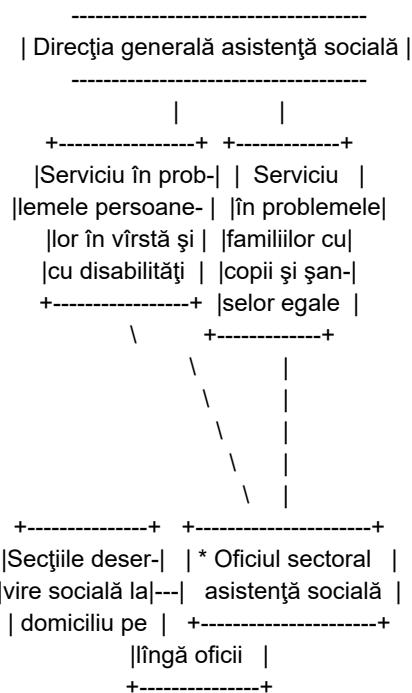 -------------------------------------
| Direcţia generală asistenţă socială |
-------------------------------------
| |
+-----------------+ +-------------+
|Serviciu în prob-| | Serviciu |
|lemele persoane- | |în problemele|
|lor în vîrstă şi | |familiilor cu|
|cu disabilităţi | |copii şi şan-|
+-----------------+ |selor egale |
\ +-------------+
\ |
\ |
\ |
\ |
\ |
+---------------+ +----------------------+
|Secţiile deser-| | * Oficiul sectoral |
|vire socială la|---| asistenţă socială |
| domiciliu pe | +----------------------+
|lîngă oficii |
+---------------+